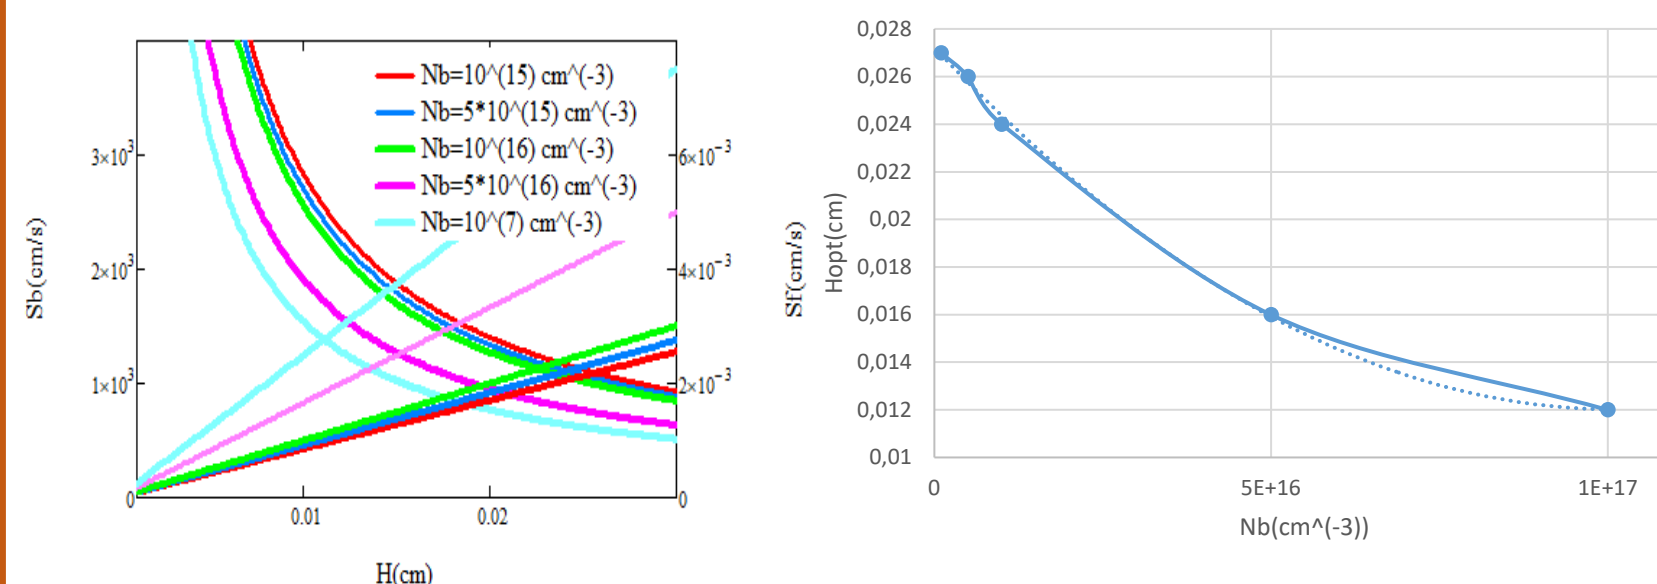 Nb=10^(15) cm^(-3)
Nb=5*10^(15) cm^(-3)
Nb=10^(16) cm^(-3)
Nb=5*10^(16) cm^(-3)
Nb=10^(7) cm^(-3)
Sb(cm/s)
3×10³
2×10³
1×10³
0
0.01
0.02
H(cm)
6×10⁻³
4×10⁻³
2×10⁻³
0
Sf(cm/s)
Hopt(cm)
0,028
0,026
0,024
0,022
0,02
0,018
0,016
0,014
0,012
0,01
0
5E+16
1E+17
Nb(cm^(-3))